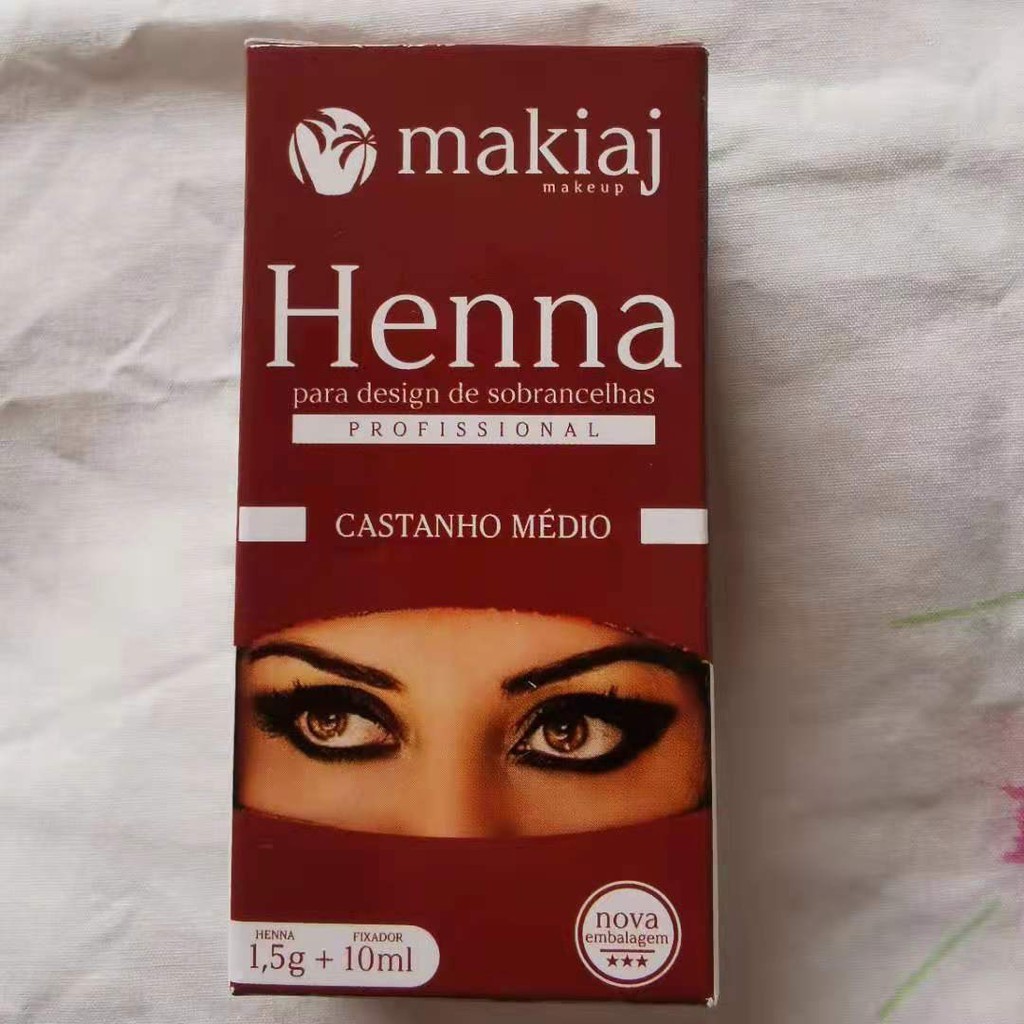 makiaj
makeup
Henna
para design de sobrancelhas
PROFISSIONAL
CASTANHO MÉDIO
HENNA FIXADOR
1,5g + 10ml
nova
embalagem